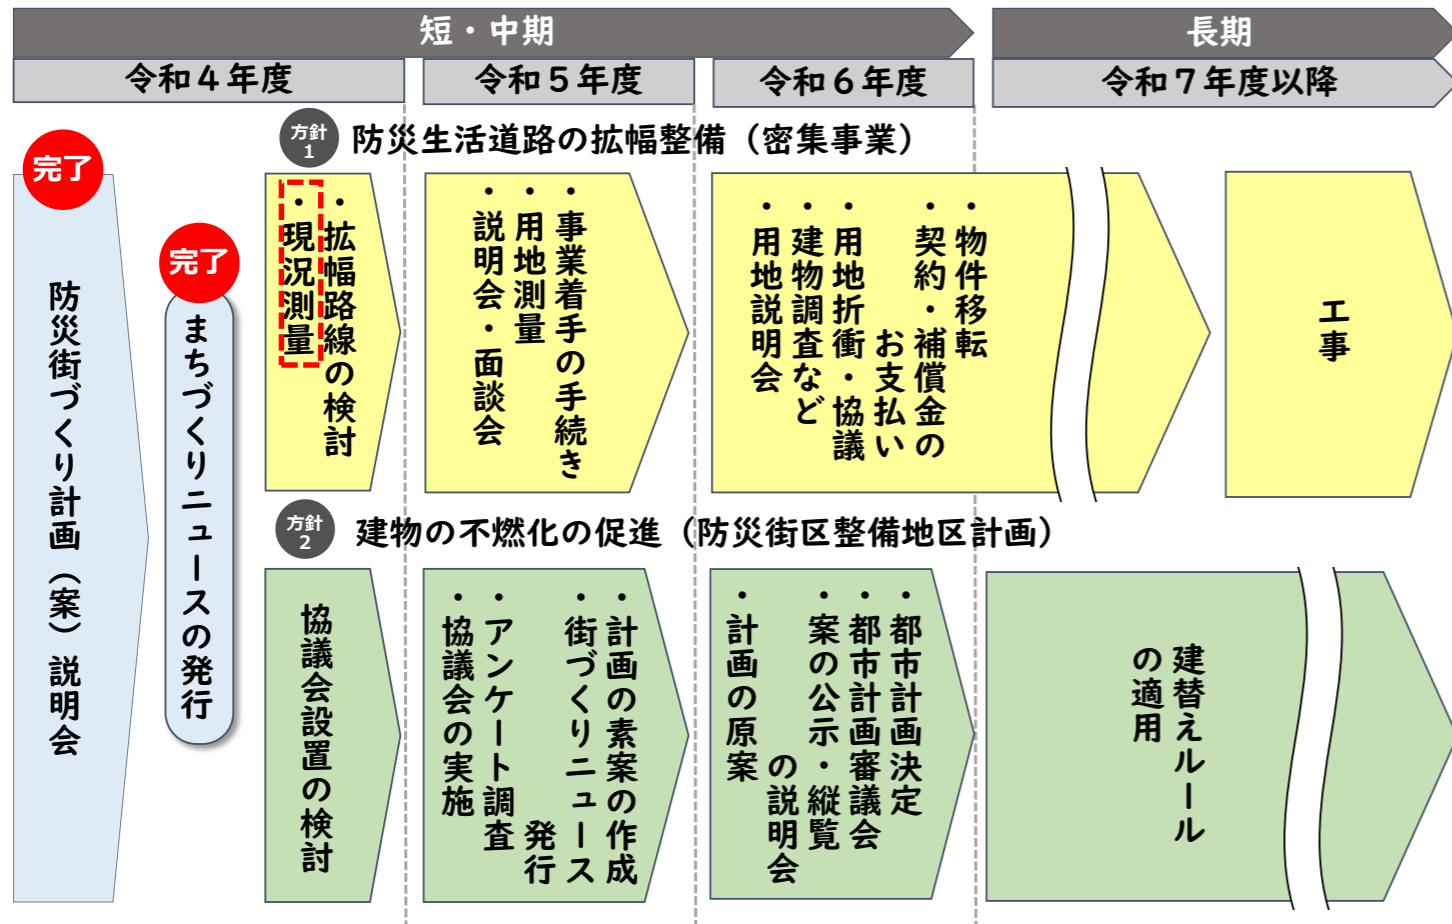 短・中期
長期
令和４年度
令和５年度
令和６年度
令和７年度以降
完了
防災街づくり計画（案）説明会
完了
まちづくりニュースの発行
方針
1
防災生活道路の拡幅整備（密集事業）
・拡幅路線の検討
・現況測量
・事業着手の手続き
・用地測量
・説明会・面談会
・物件移転
・契約・補償金の
お支払い
・用地折衝・協議
・建物調査など
・用地説明会
工事
方針
2
建物の不燃化の促進（防災街区整備地区計画）
協議会設置の検討
・計画の素案の作成
・街づくりニュース
発行
・アンケート調査
・協議会の実施
・都市計画決定
・都市計画審議会
・案の公示・縦覧
の説明会
・計画の原案
建替えルール
の適用